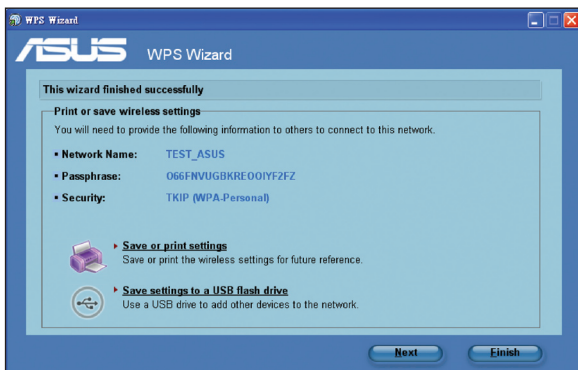 WPS Wizard
ASUS WPS Wizard
This wizard finished successfully
Print or save wireless settings
You will need to provide the following information to others to connect to this network.
▪ Network Name: TEST_ASUS
▪ Passphrase: O66FNVUGBKREOOIYF2FZ
▪ Security: TKIP (WPA-Personal)
Save or print settings
Save or print the wireless settings for future reference.
Save settings to a USB flash drive
Use a USB drive to add other devices to the network.
Next Finish